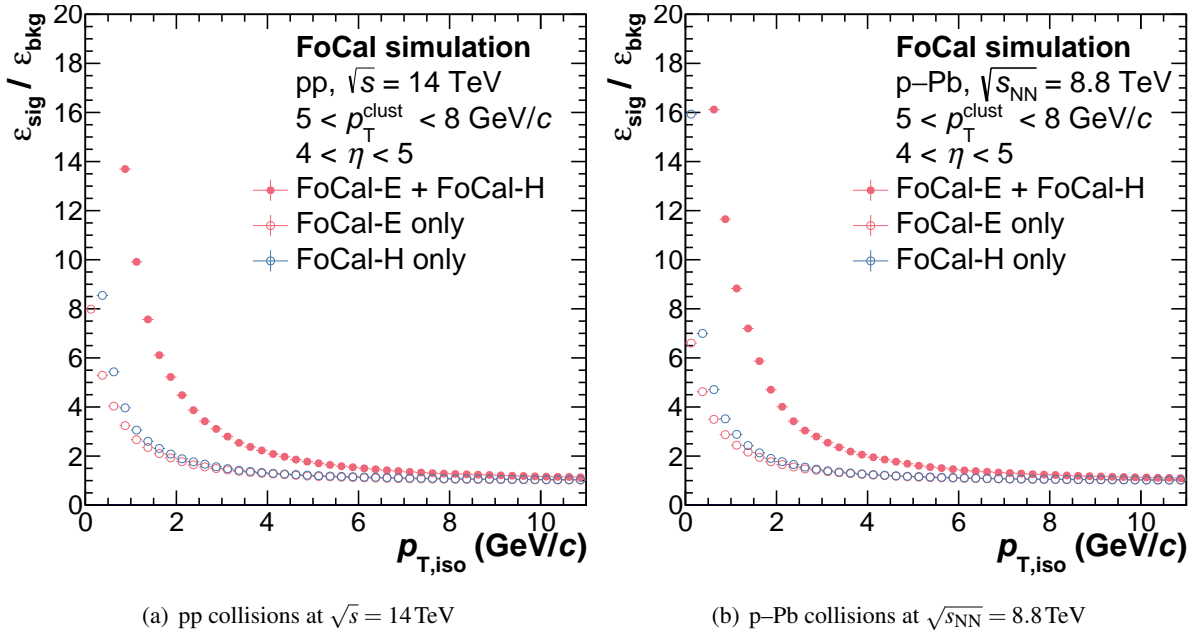 ε_sig / ε_bkg
20
18
16
14
12
10
8
6
4
2
0
FoCal simulation
pp, √s = 14 TeV
5 < p_T^clust < 8 GeV/c
4 < η < 5
FoCal-E + FoCal-H
FoCal-E only
FoCal-H only
0 2 4 6 8 10
p_T,iso (GeV/c)
(a) pp collisions at √s = 14 TeV
ε_sig / ε_bkg
20
18
16
14
12
10
8
6
4
2
0
FoCal simulation
p–Pb, √s_NN = 8.8 TeV
5 < p_T^clust < 8 GeV/c
4 < η < 5
FoCal-E + FoCal-H
FoCal-E only
FoCal-H only
0 2 4 6 8 10
p_T,iso (GeV/c)
(b) p–Pb collisions at √s_NN = 8.8 TeV